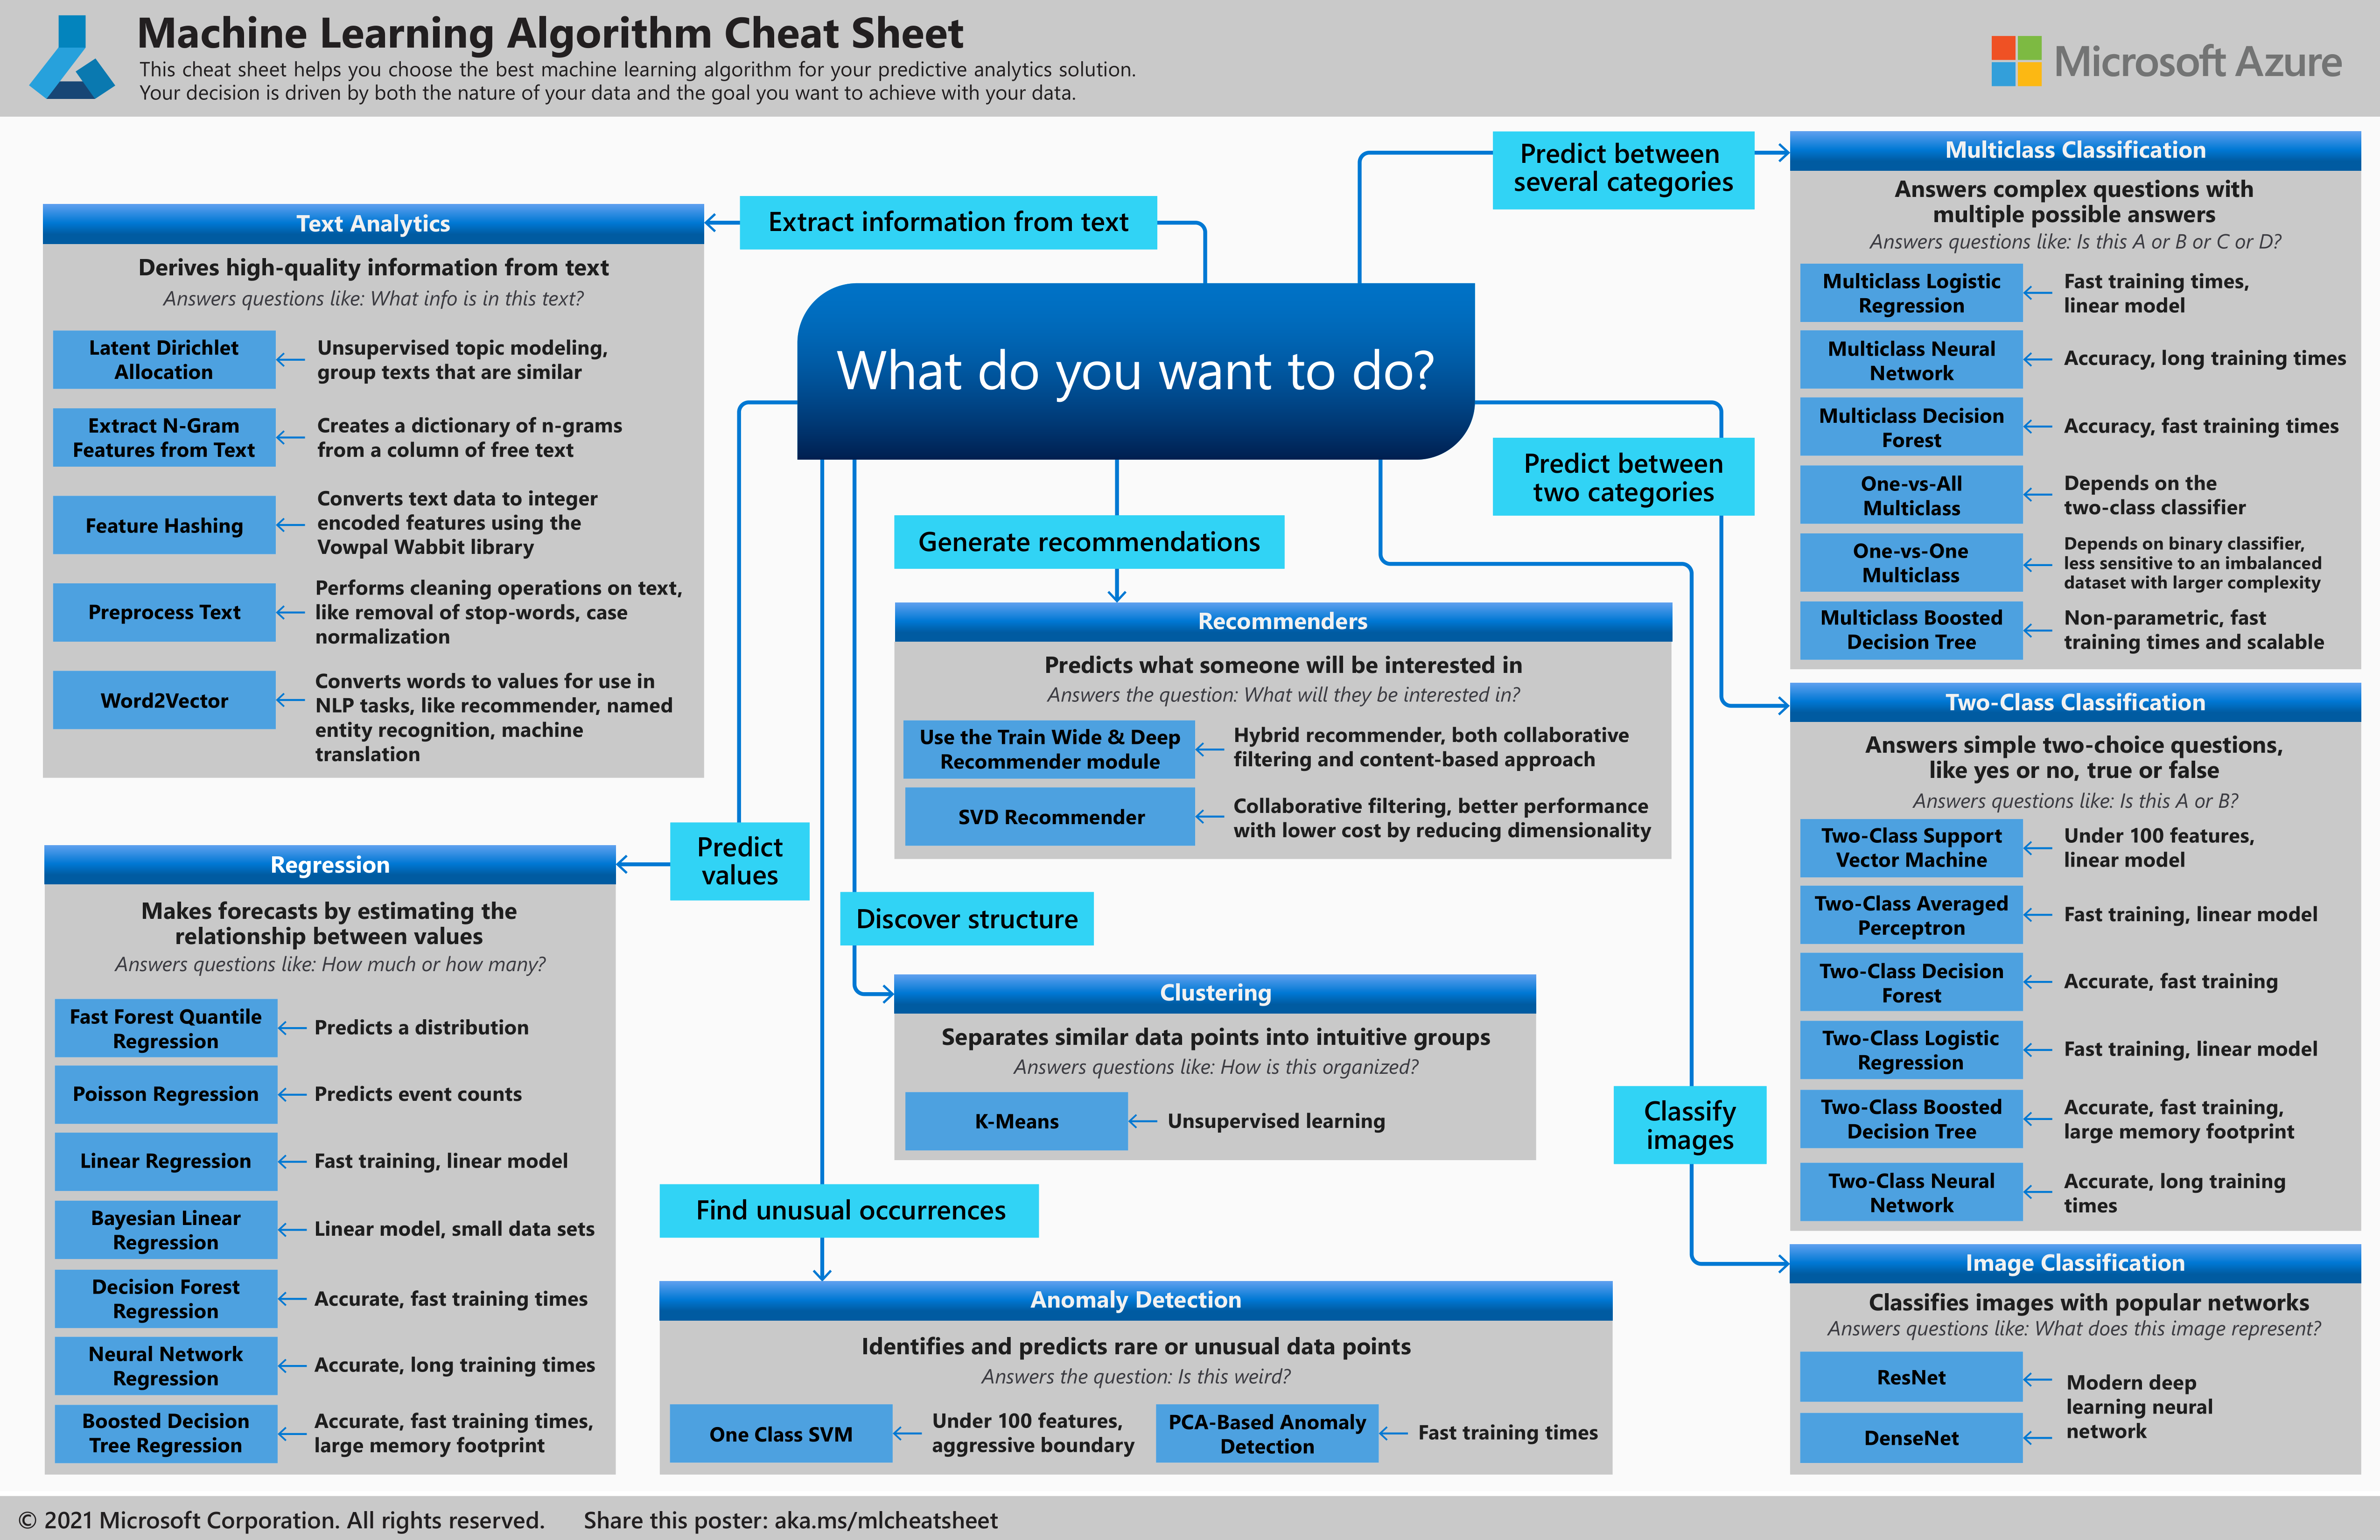 Machine Learning Algorithm Cheat Sheet
This cheat sheet helps you choose the best machine learning algorithm for your predictive analytics solution.
Your decision is driven by both the nature of your data and the goal you want to achieve with your data.
Microsoft Azure
What do you want to do?
Extract information from text
Text Analytics
Derives high-quality information from text
Answers questions like: What info is in this text?
Latent Dirichlet
Allocation
Unsupervised topic modeling,
group texts that are similar
Extract N-Gram
Features from Text
Creates a dictionary of n-grams
from a column of free text
Feature Hashing
Converts text data to integer
encoded features using the
Vowpal Wabbit library
Preprocess Text
Performs cleaning operations on text,
like removal of stop-words, case
normalization
Word2Vector
Converts words to values for use in
NLP tasks, like recommender, named
entity recognition, machine
translation
Predict
values
Regression
Makes forecasts by estimating the
relationship between values
Answers questions like: How much or how many?
Fast Forest Quantile
Regression
Predicts a distribution
Poisson Regression
Predicts event counts
Linear Regression
Fast training, linear model
Bayesian Linear
Regression
Linear model, small data sets
Decision Forest
Regression
Accurate, fast training times
Neural Network
Regression
Accurate, long training times
Boosted Decision
Tree Regression
Accurate, fast training times,
large memory footprint
Generate recommendations
Recommenders
Predicts what someone will be interested in
Answers the question: What will they be interested in?
Use the Train Wide & Deep
Recommender module
Hybrid recommender, both collaborative
filtering and content-based approach
SVD Recommender
Collaborative filtering, better performance
with lower cost by reducing dimensionality
Discover structure
Clustering
Separates similar data points into intuitive groups
Answers questions like: How is this organized?
K-Means
Unsupervised learning
Find unusual occurrences
Anomaly Detection
Identifies and predicts rare or unusual data points
Answers the question: Is this weird?
One Class SVM
Under 100 features,
aggressive boundary
PCA-Based Anomaly
Detection
Fast training times
Predict between
several categories
Multiclass Classification
Answers complex questions with
multiple possible answers
Answers questions like: Is this A or B or C or D?
Multiclass Logistic
Regression
Fast training times,
linear model
Multiclass Neural
Network
Accuracy, long training times
Multiclass Decision
Forest
Accuracy, fast training times
One-vs-All
Multiclass
Depends on the
two-class classifier
One-vs-One
Multiclass
Depends on binary classifier,
less sensitive to an imbalanced
dataset with larger complexity
Multiclass Boosted
Decision Tree
Non-parametric, fast
training times and scalable
Predict between
two categories
Two-Class Classification
Answers simple two-choice questions,
like yes or no, true or false
Answers questions like: Is this A or B?
Two-Class Support
Vector Machine
Under 100 features,
linear model
Two-Class Averaged
Perceptron
Fast training, linear model
Two-Class Decision
Forest
Accurate, fast training
Two-Class Logistic
Regression
Fast training, linear model
Two-Class Boosted
Decision Tree
Accurate, fast training,
large memory footprint
Two-Class Neural
Network
Accurate, long training
times
Classify
images
Image Classification
Classifies images with popular networks
Answers questions like: What does this image represent?
ResNet
DenseNet
Modern deep
learning neural
network
© 2021 Microsoft Corporation. All rights reserved.
Share this poster: aka.ms/mlcheatsheet